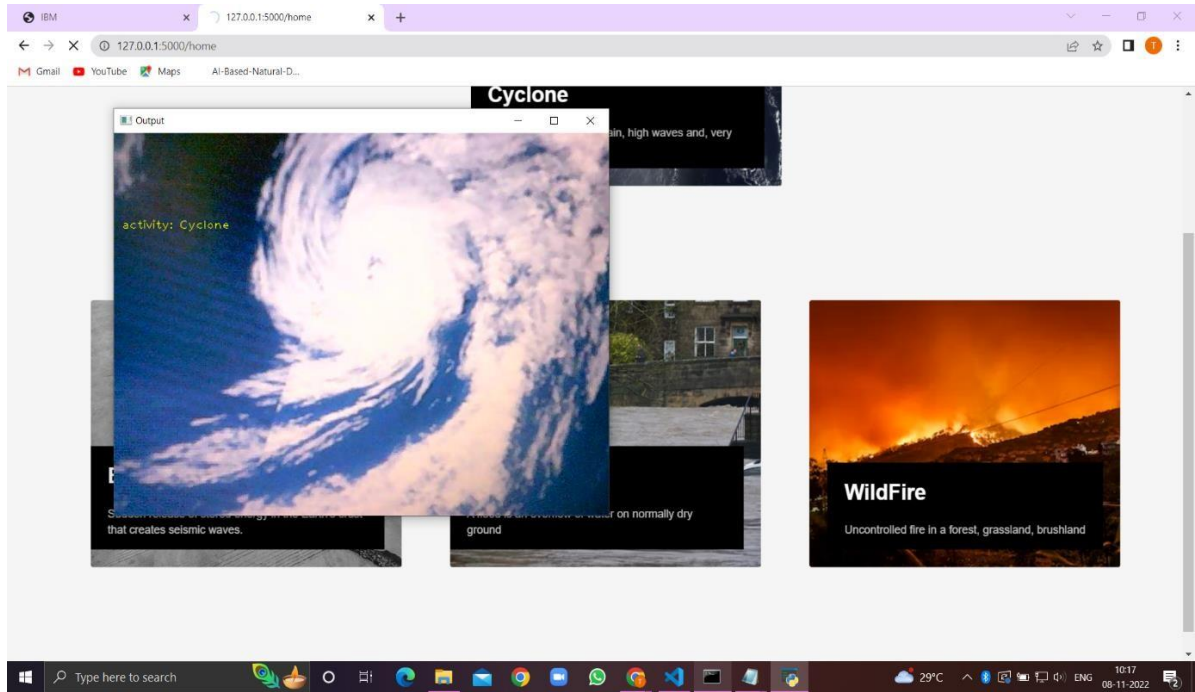 IBM
127.0.0.1:5000/home
127.0.0.1:5000/home
T
Gmail
YouTube
Maps
AI-Based-Natural-D...
Cyclone
Output
ain, high waves and, very
activity: Cyclone
WildFire
that creates seismic waves.
on normally dry
ground
Uncontrolled fire in a forest, grassland, brushland
Type here to search
29°C
ENG
10:17
08-11-2022
2